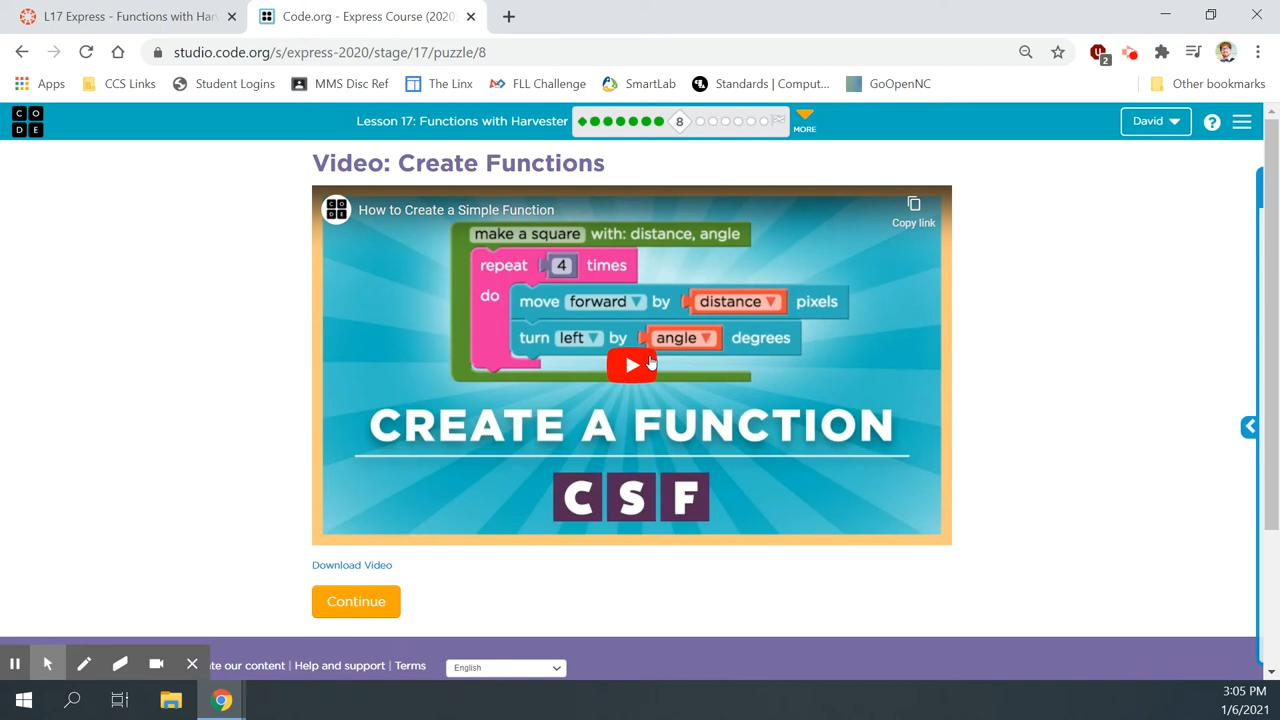 L17 Express - Functions with Har
Code.org - Express Course (2020)
studio.code.org/s/express-2020/stage/17/puzzle/8
2
Apps
CCS Links
Student Logins
MMS Disc Ref
The Linx
FLL Challenge
SmartLab
Standards | Comput...
GoOpenNC
Other bookmarks
C O
D E
Lesson 17: Functions with Harvester
8
MORE
David
Video: Create Functions
C O
D E
How to Create a Simple Function
Copy link
make a square with: distance, angle
repeat 4 times
do
move forward by distance pixels
turn left by angle degrees
CREATE A FUNCTION
C S F
Download Video
Continue
te our content | Help and support | Terms
English
3:05 PM
1/6/2021